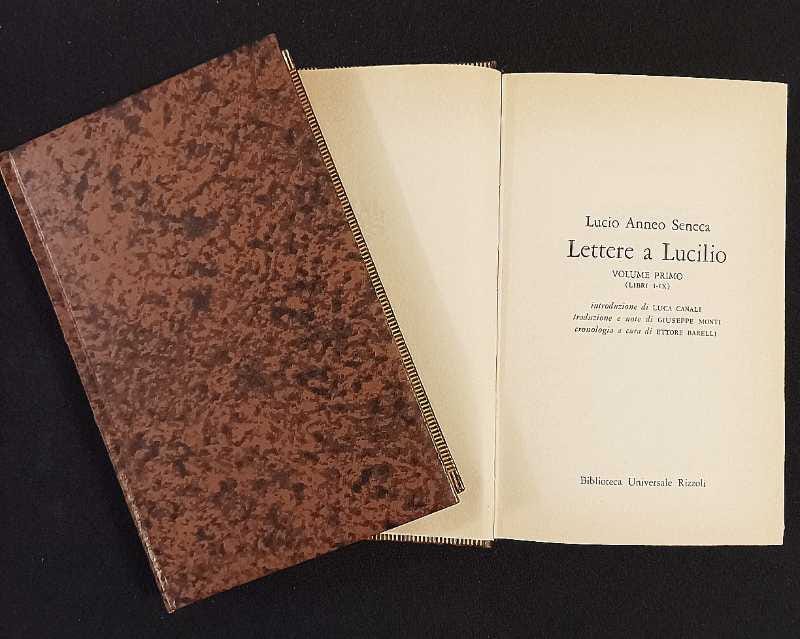 Lucio Anneo Seneca
Lettere a Lucilio
VOLUME PRIMO
(LIBRI I-IX)
introduzione di LUCA CANALI
traduzione e note di GIUSEPPE MONTI
cronologia a cura di ETTORE BARELLI
Biblioteca Universale Rizzoli